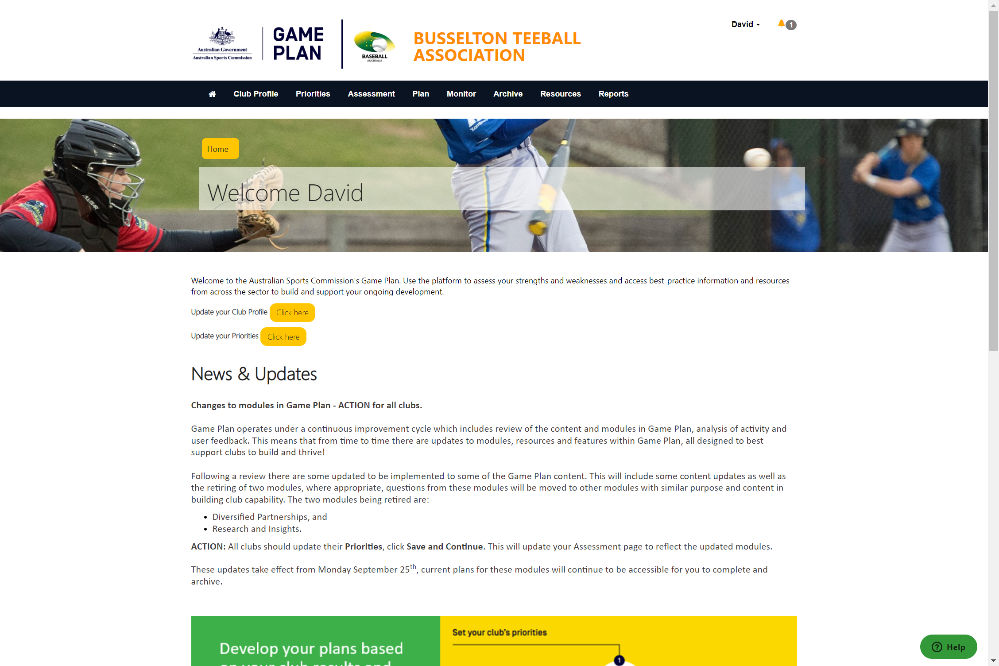 Australian Government
Australian Sports Commission
GAME
PLAN
BASEBALL
AUSTRALIA
BUSSELTON TEEBALL
ASSOCIATION
David
1
Club Profile Priorities Assessment Plan Monitor Archive Resources Reports
Home
Welcome David
Welcome to the Australian Sports Commission's Game Plan. Use the platform to assess your strengths and weaknesses and access best-practice information and resources
from across the sector to build and support your ongoing development.
Update your Club Profile Click here
Update your Priorities Click here
News & Updates
Changes to modules in Game Plan - ACTION for all clubs.
Game Plan operates under a continuous improvement cycle which includes review of the content and modules in Game Plan, analysis of activity and
user feedback. This means that from time to time there are updates to modules, resources and features within Game Plan, all designed to best
support clubs to build and thrive!
Following a review there are some updated to be implemented to some of the Game Plan content. This will include some content updates as well as
the retiring of two modules, where appropriate, questions from these modules will be moved to other modules with similar purpose and content in
building club capability. The two modules being retired are:
• Diversified Partnerships, and
• Research and Insights.
ACTION: All clubs should update their Priorities, click Save and Continue. This will update your Assessment page to reflect the updated modules.
These updates take effect from Monday September 25th, current plans for these modules will continue to be accessible for you to complete and
archive.
Develop your plans based
on your club results and
Set your club's priorities
1
Help